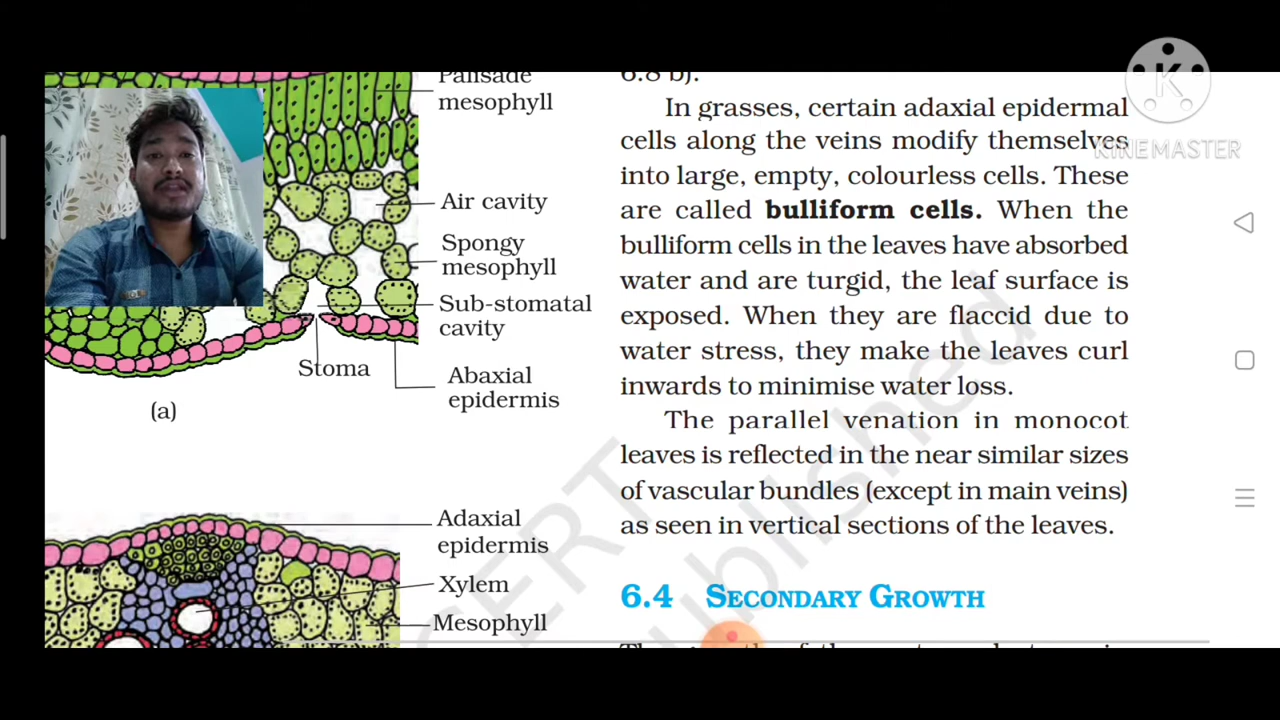 Palisade
mesophyll
Air cavity
Spongy
mesophyll
Sub-stomatal
cavity
Stoma
Abaxial
epidermis
(a)
Adaxial
epidermis
Xylem
Mesophyll
6.8 b).
In grasses, certain adaxial epidermal
cells along the veins modify themselves
into large, empty, colourless cells. These
are called bulliform cells. When the
bulliform cells in the leaves have absorbed
water and are turgid, the leaf surface is
exposed. When they are flaccid due to
water stress, they make the leaves curl
inwards to minimise water loss.
The parallel venation in monocot
leaves is reflected in the near similar sizes
of vascular bundles (except in main veins)
as seen in vertical sections of the leaves.
6.4 SECONDARY GROWTH
K
KINEMASTER